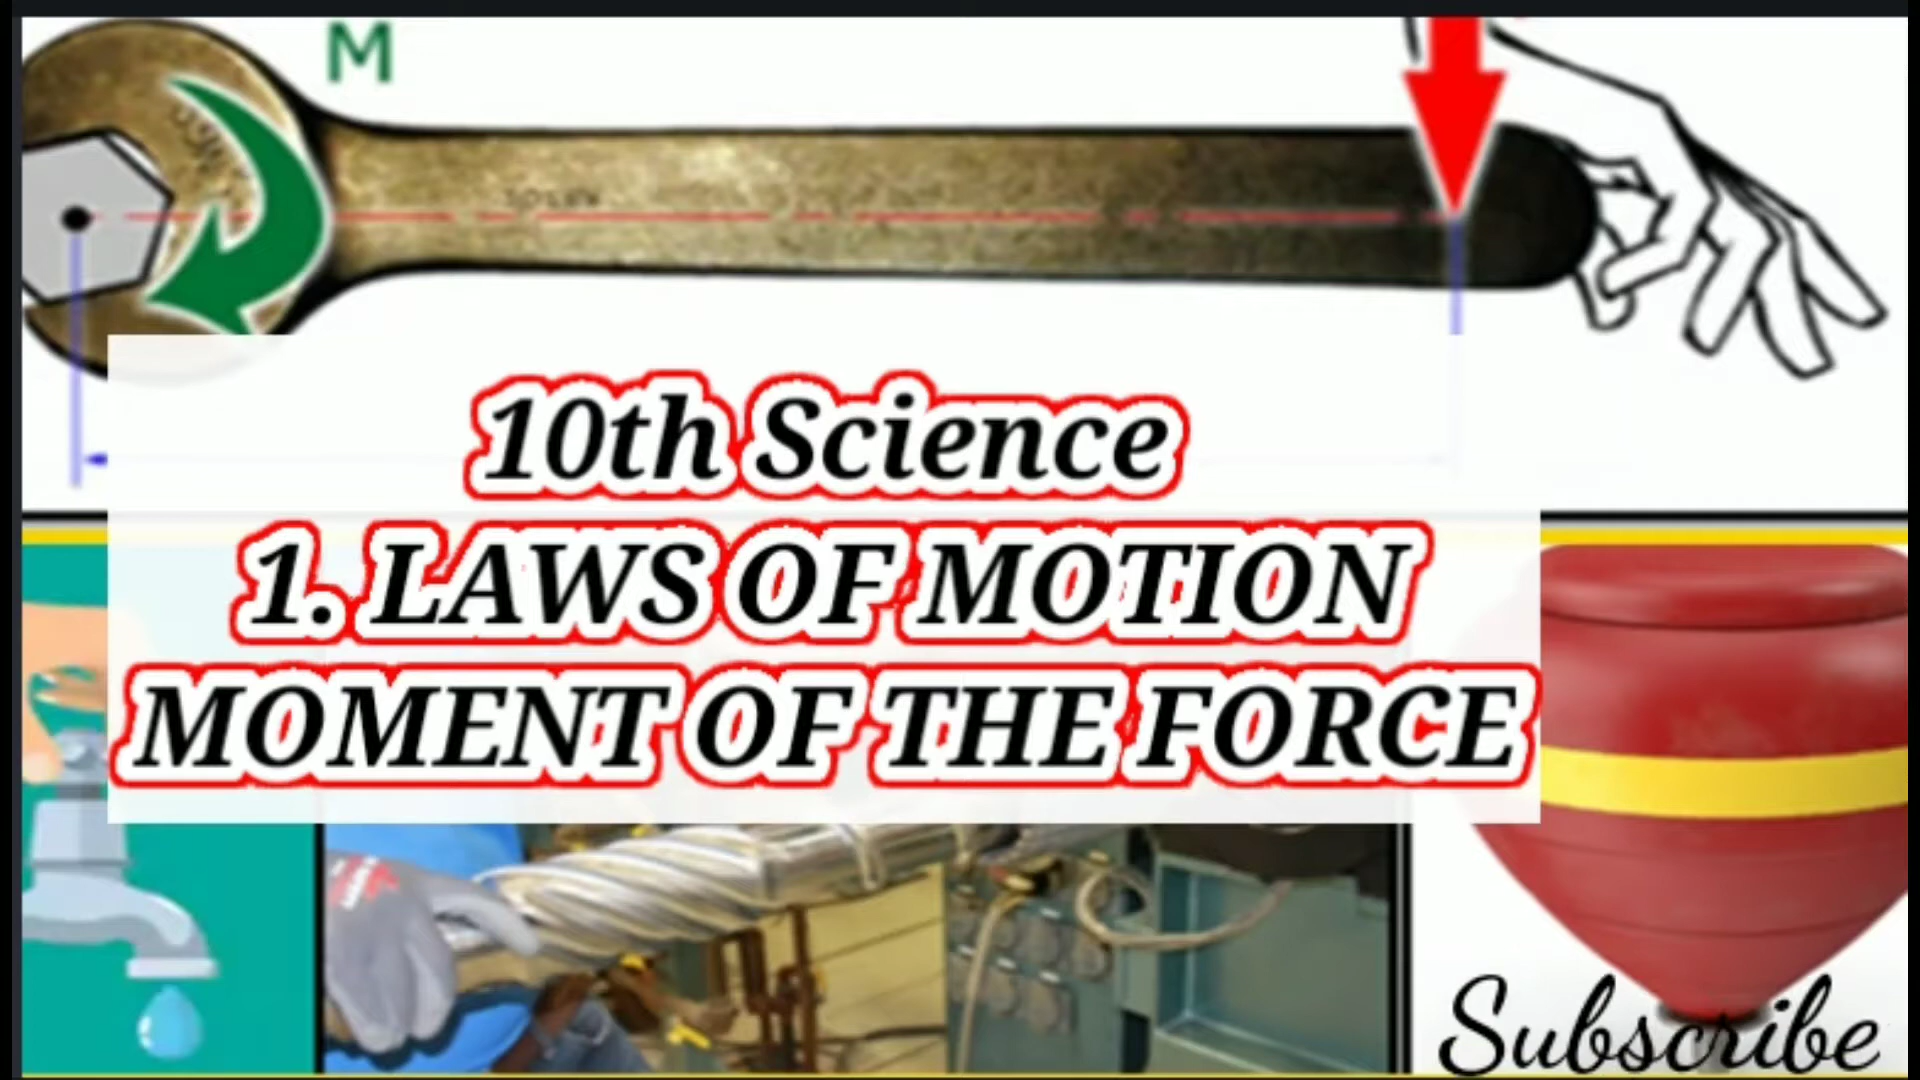 M
10th Science
1. LAWS OF MOTION
MOMENT OF THE FORCE
Subscribe